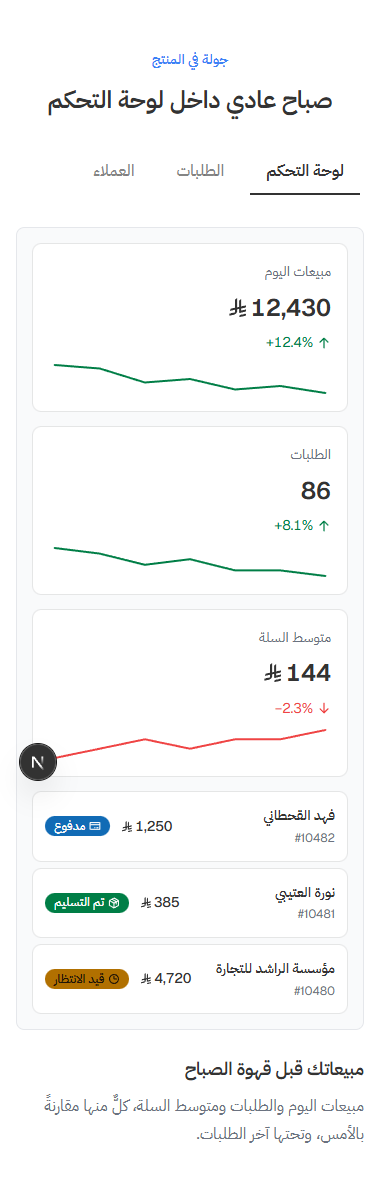 جولة في المنتج
صباح عادي داخل لوحة التحكم
لوحة التحكم
الطلبات
العملاء
مبيعات اليوم
12,430
+12.4%
الطلبات
86
+8.1%
متوسط السلة
144
−2.3%
N
فهد القحطاني
#10482
1,250
مدفوع
نورة العتيبي
#10481
385
تم التسليم
مؤسسة الراشد للتجارة
#10480
4,720
قيد الانتظار
مبيعاتك قبل قهوة الصباح
مبيعات اليوم والطلبات ومتوسط السلة، كلٌّ منها مقارنةً
بالأمس، وتحتها آخر الطلبات.